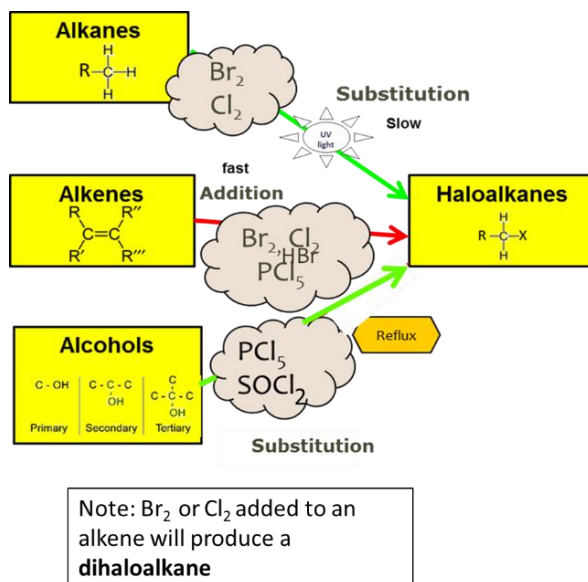 Alkanes
H
R-C-H
H
Br₂
Cl₂
Substitution
Slow
UV
light
fast
Addition
Alkenes
R R″
C=C
R′ R‴
Br₂, Cl₂
HBr
PCl₅
Haloalkanes
H
R-C-X
H
Alcohols
C-OH
C-C-C
OH
C
C-C-C
OH
Primary
Secondary
Tertiary
PCl₅
SOCl₂
Reflux
Substitution
Note: Br₂ or Cl₂ added to an
alkene will produce a
dihaloalkane